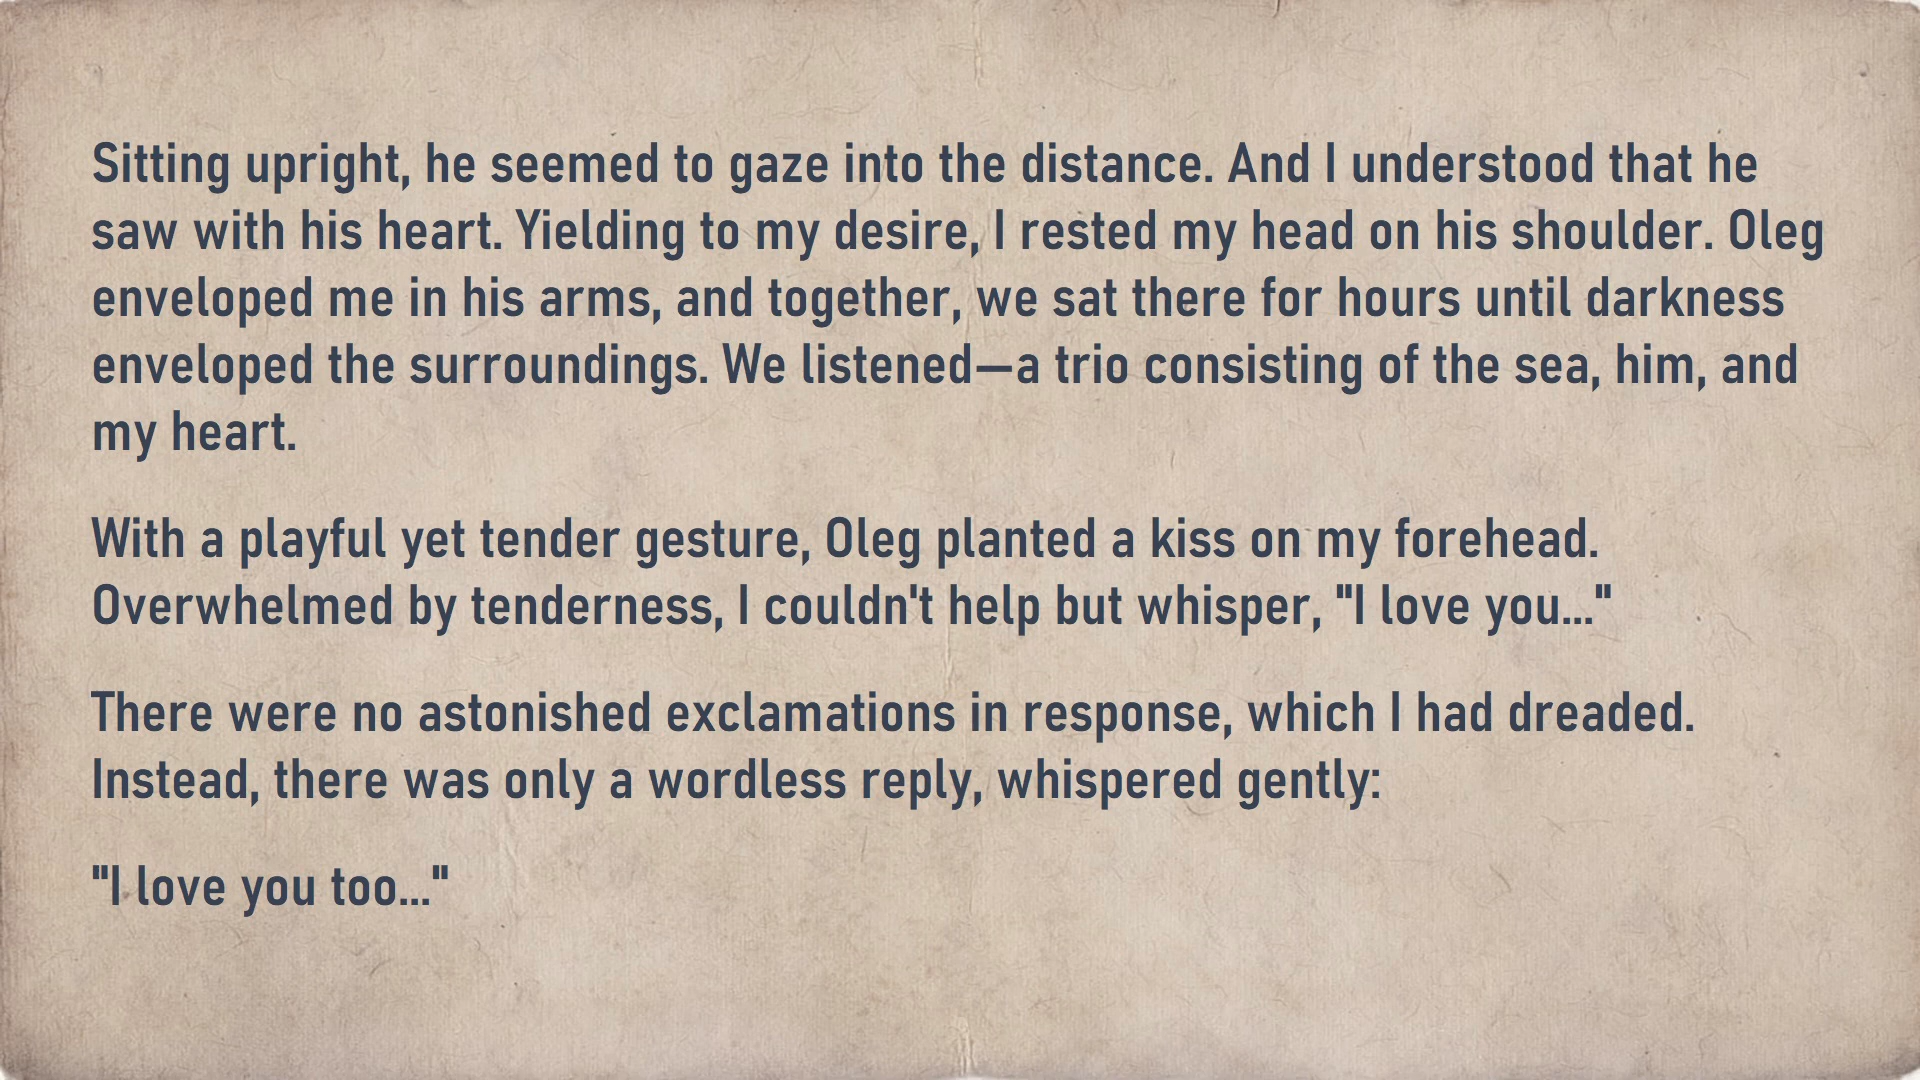 Sitting upright, he seemed to gaze into the distance. And I understood that he
saw with his heart. Yielding to my desire, I rested my head on his shoulder. Oleg
enveloped me in his arms, and together, we sat there for hours until darkness
enveloped the surroundings. We listened—a trio consisting of the sea, him, and
my heart.
With a playful yet tender gesture, Oleg planted a kiss on my forehead.
Overwhelmed by tenderness, I couldn't help but whisper, "I love you..."
There were no astonished exclamations in response, which I had dreaded.
Instead, there was only a wordless reply, whispered gently:
"I love you too..."